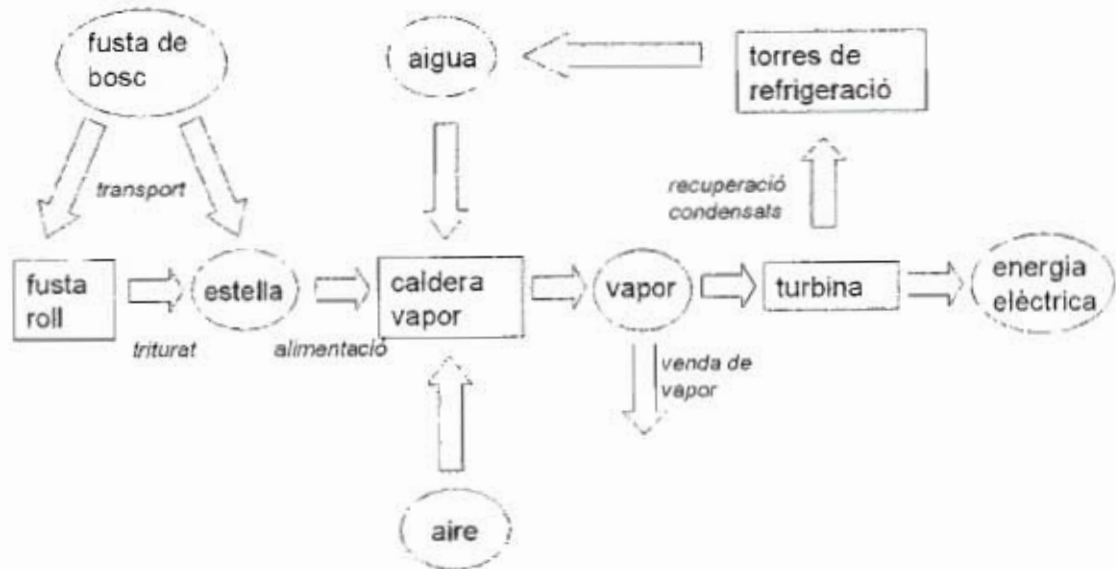 fusta de
bosc
aigua
torres de
refrigeració
transport
recuperació
condensats
fusta
roll
estella
caldera
vapor
vapor
turbina
energia
elèctrica
triturat
alimentació
venda de
vapor
aire